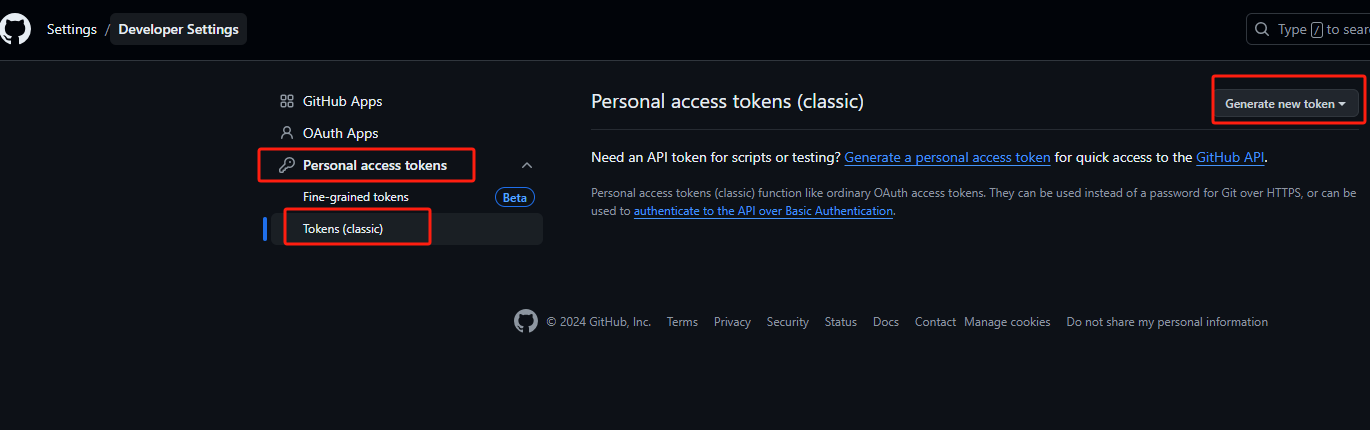 Settings / Developer Settings
Type / to sear
GitHub Apps
OAuth Apps
Personal access tokens
Fine-grained tokens Beta
Tokens (classic)
Personal access tokens (classic)
Generate new token
Need an API token for scripts or testing? Generate a personal access token for quick access to the GitHub API.
Personal access tokens (classic) function like ordinary OAuth access tokens. They can be used instead of a password for Git over HTTPS, or can be
used to authenticate to the API over Basic Authentication.
© 2024 GitHub, Inc. Terms Privacy Security Status Docs Contact Manage cookies Do not share my personal information